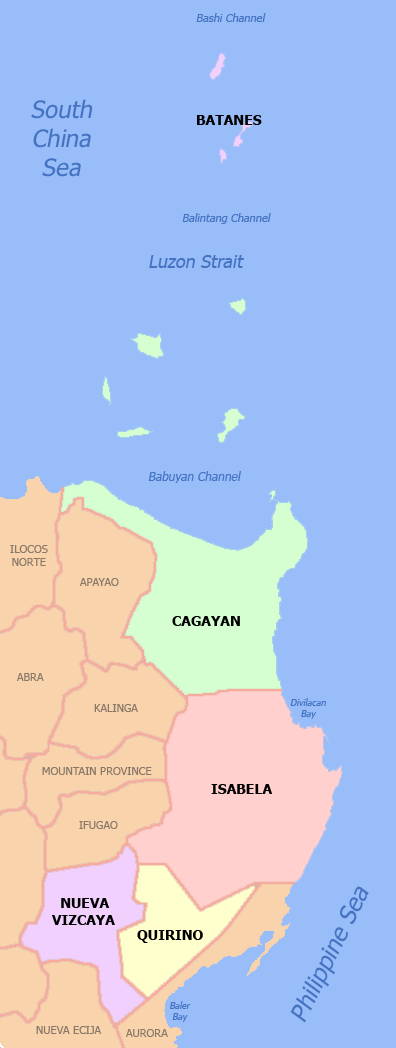 Bashi Channel
South
China
Sea
BATANES
Balintang Channel
Luzon Strait
Babuyan Channel
ILOCOS
NORTE
APAYAO
CAGAYAN
ABRA
KALINGA
Divilacan
Bay
MOUNTAIN PROVINCE
ISABELA
IFUGAO
NUEVA
VIZCAYA
QUIRINO
Philippine Sea
Baler
Bay
NUEVA ECIJA
AURORA